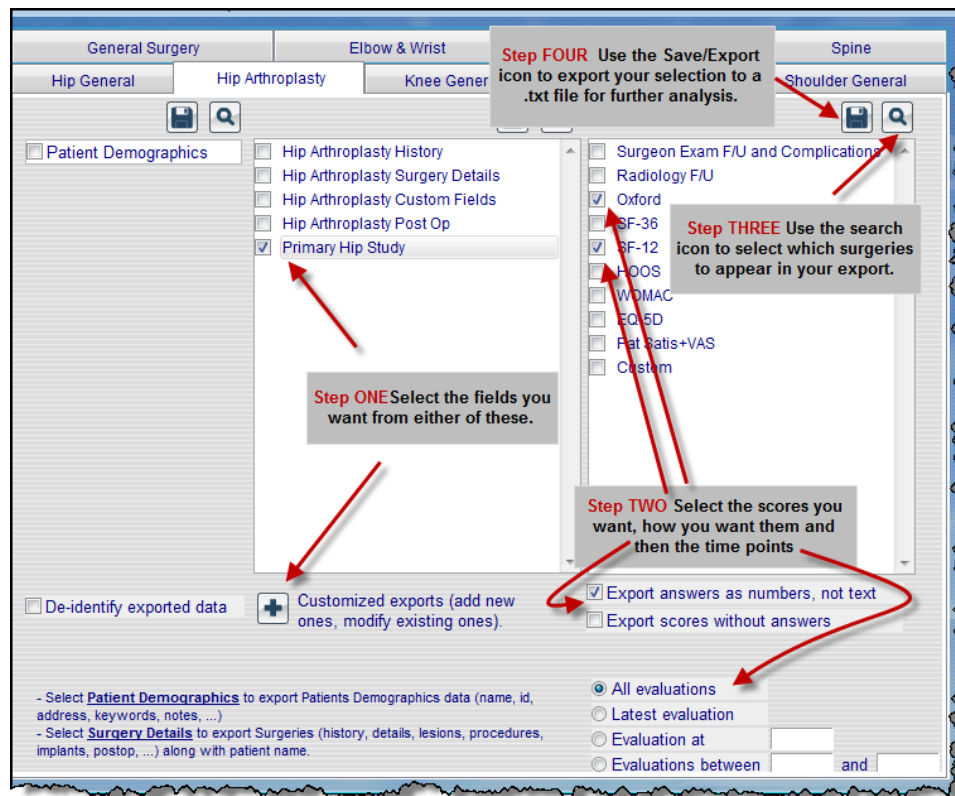 General Surgery
Elbow & Wrist
Spine
Hip General
Hip Arthroplasty
Knee Gener
Shoulder General
Step FOUR Use the Save/Export
icon to export your selection to a
.txt file for further analysis.
Patient Demographics
Hip Arthroplasty History
Hip Arthroplasty Surgery Details
Hip Arthroplasty Custom Fields
Hip Arthroplasty Post Op
Primary Hip Study
Surgeon Exam F/U and Complications
Radiology F/U
Oxford
SF-36
SF-12
HOOS
WOMAC
EQ-5D
Pat Satis+VAS
Custom
Step THREE Use the search
icon to select which surgeries
to appear in your export.
Step ONE Select the fields you
want from either of these.
Step TWO Select the scores you
want, how you want them and
then the time points
De-identify exported data
Customized exports (add new
ones, modify existing ones).
Export answers as numbers, not text
Export scores without answers
- Select Patient Demographics to export Patients Demographics data (name, id,
address, keywords, notes, ...)
- Select Surgery Details to export Surgeries (history, details, lesions, procedures,
implants, postop, ...) along with patient name.
All evaluations
Latest evaluation
Evaluation at
Evaluations between and